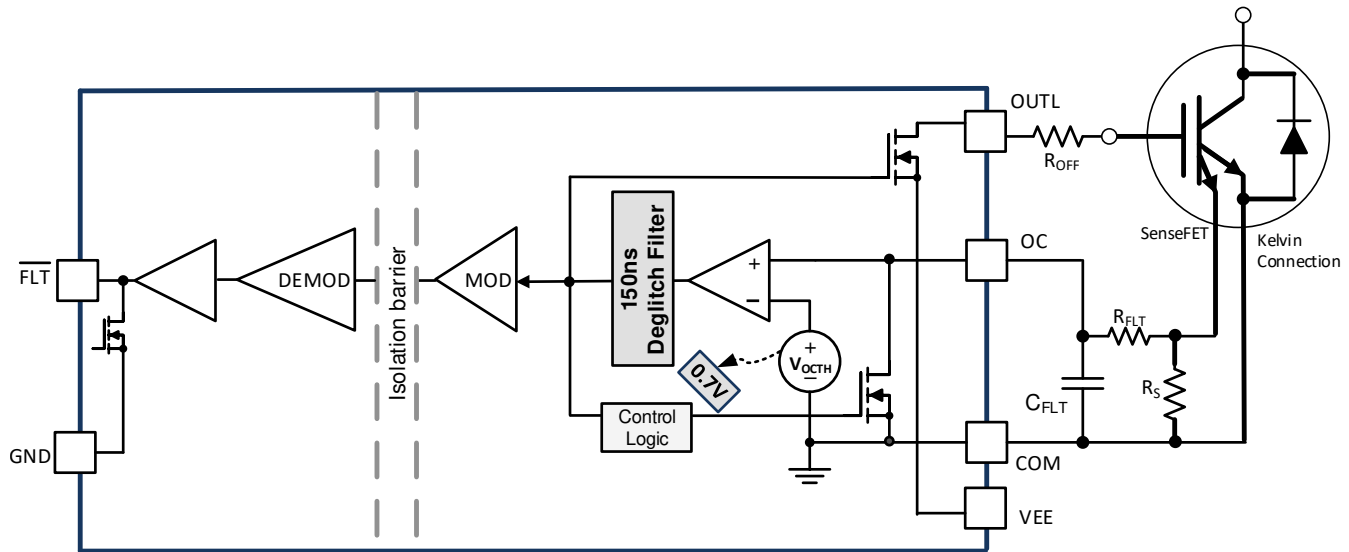 OUTL
R_OFF
SenseFET
Kelvin
Connection
OC
FLT
DEMOD
Isolation barrier
MOD
150ns
Deglitch Filter
+
−
+
V_OCTH
−
0.7V
R_FLT
R_S
C_FLT
Control
Logic
GND
COM
VEE